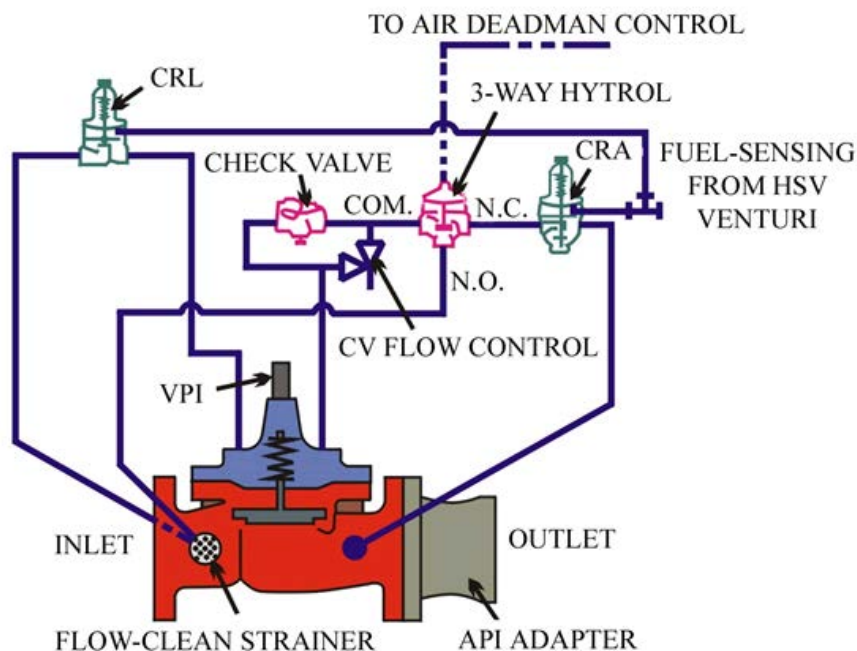 TO AIR DEADMAN CONTROL
CRL
3-WAY HYTROL
CHECK VALVE
CRA
FUEL-SENSING
FROM HSV
VENTURI
COM.
N.C.
N.O.
CV FLOW CONTROL
VPI
INLET
OUTLET
FLOW-CLEAN STRAINER
API ADAPTER